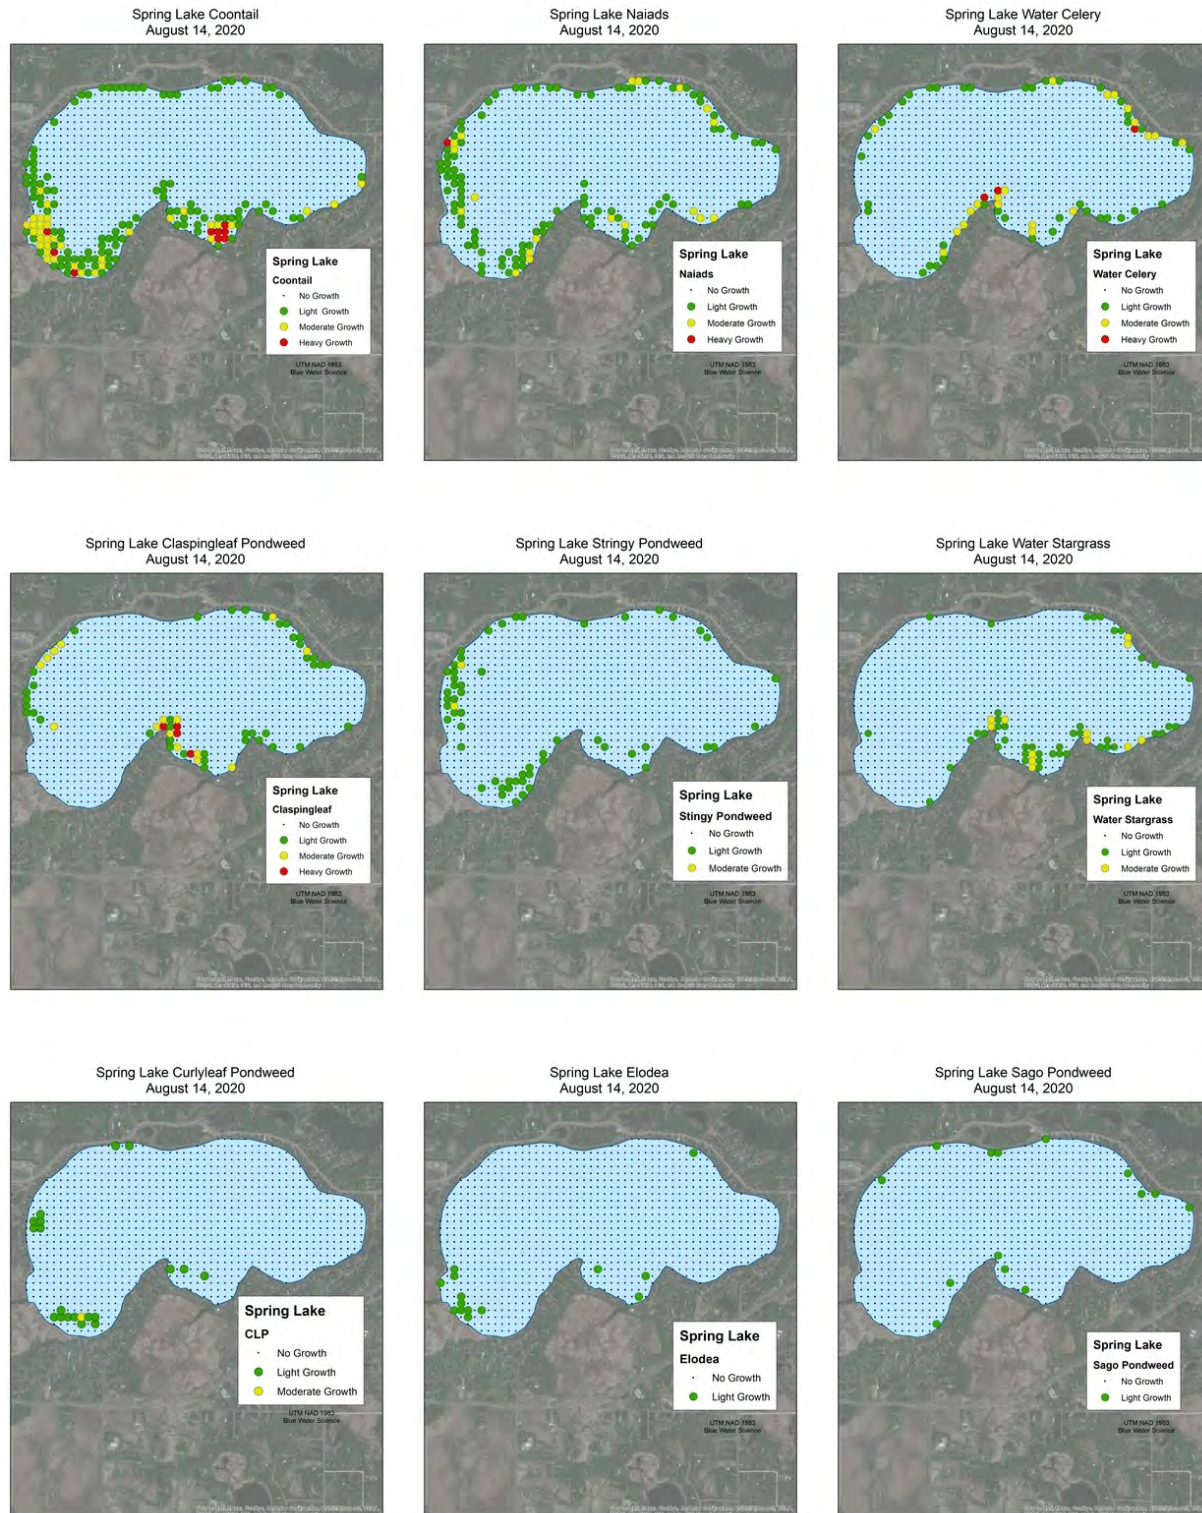 Spring Lake Coontail
August 14, 2020
Spring Lake
Coontail
No Growth
Light Growth
Moderate Growth
Heavy Growth
UTM NAD 1983
Blue Water Science
Spring Lake Naiads
August 14, 2020
Spring Lake
Naiads
No Growth
Light Growth
Moderate Growth
Heavy Growth
UTM NAD 1983
Blue Water Science
Spring Lake Water Celery
August 14, 2020
Spring Lake
Water Celery
No Growth
Light Growth
Moderate Growth
Heavy Growth
UTM NAD 1983
Blue Water Science
Spring Lake Claspingleaf Pondweed
August 14, 2020
Spring Lake
Claspingleaf
No Growth
Light Growth
Moderate Growth
Heavy Growth
UTM NAD 1983
Blue Water Science
Spring Lake Stringy Pondweed
August 14, 2020
Spring Lake
Stingy Pondweed
No Growth
Light Growth
Moderate Growth
UTM NAD 1983
Blue Water Science
Spring Lake Water Stargrass
August 14, 2020
Spring Lake
Water Stargrass
No Growth
Light Growth
Moderate Growth
UTM NAD 1983
Blue Water Science
Spring Lake Curlyleaf Pondweed
August 14, 2020
Spring Lake
CLP
No Growth
Light Growth
Moderate Growth
UTM NAD 1983
Blue Water Science
Spring Lake Elodea
August 14, 2020
Spring Lake
Elodea
No Growth
Light Growth
UTM NAD 1983
Blue Water Science
Spring Lake Sago Pondweed
August 14, 2020
Spring Lake
Sago Pondweed
No Growth
Light Growth
UTM NAD 1983
Blue Water Science